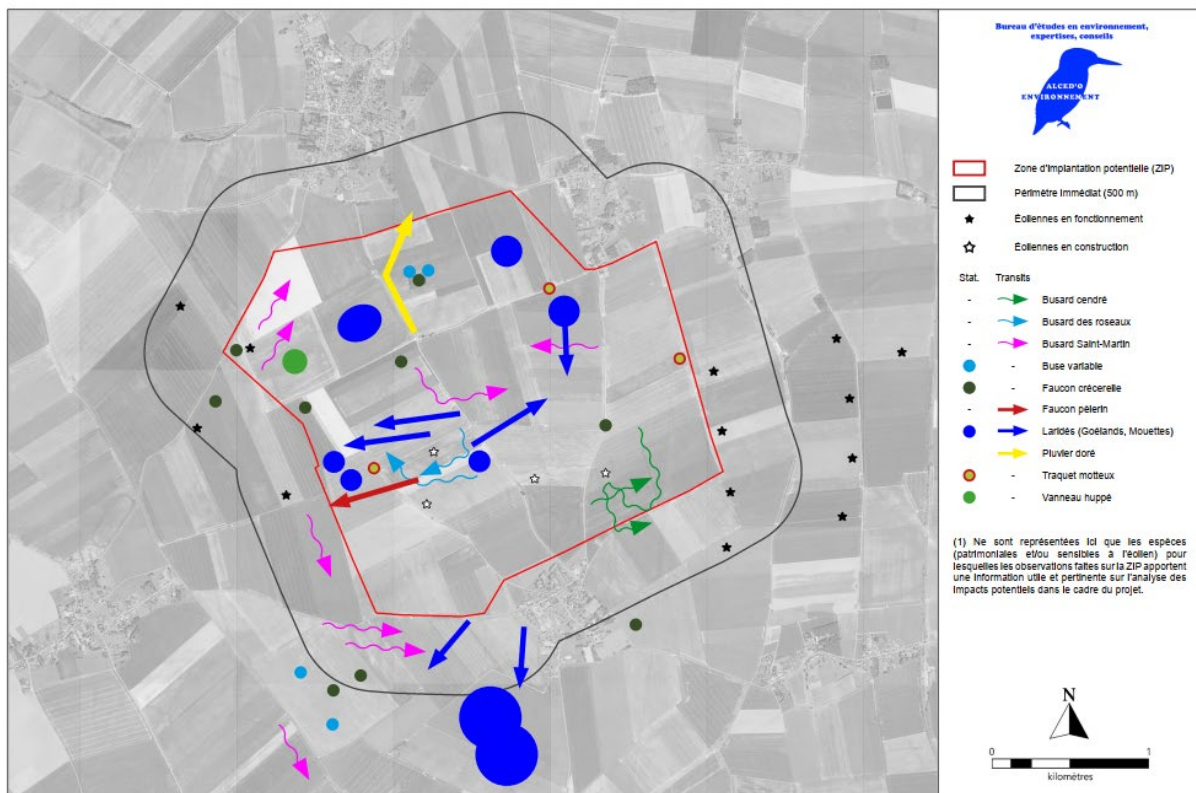 Bureau d'études en environnement,
expertises, conseils
ALCED'O
ENVIRONNEMENT
Zone d'implantation potentielle (ZIP)
Périmètre immédiat (500 m)
Éoliennes en fonctionnement
Éoliennes en construction
Stat. Transits
- Busard cendré
- Busard des roseaux
- Busard Saint-Martin
- Buse variable
- Faucon crécerelle
- Faucon pèlerin
Laridés (Goélands, Mouettes)
Pluvier doré
- Traquet motteux
- Vanneau huppé
(1) Ne sont représentées ici que les espèces
(patrimoniales et/ou sensibles à l'éolien) pour
lesquelles les observations faites sur la ZIP apportent
une information utile et pertinente sur l'analyse des
impacts potentiels dans le cadre du projet.
N
0 1
kilomètres